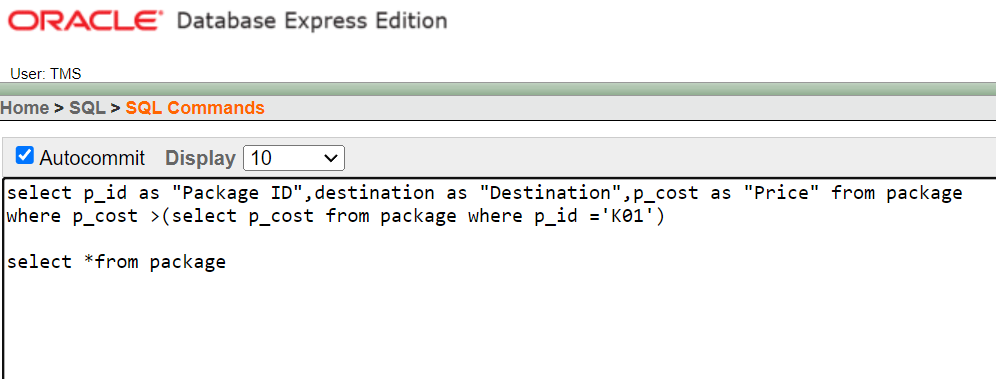 ORACLE Database Express Edition
User: TMS
Home > SQL > SQL Commands
Autocommit Display 10
select p_id as "Package ID",destination as "Destination",p_cost as "Price" from package
where p_cost >(select p_cost from package where p_id ='K01')
select *from package